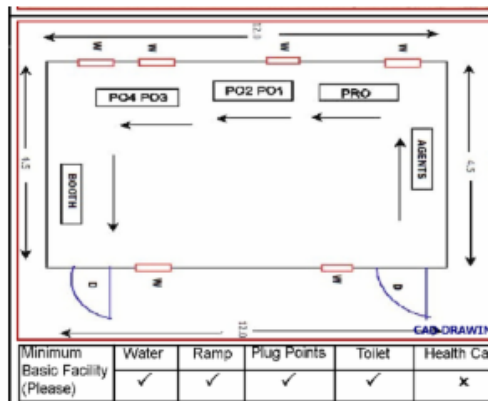 12.0
W W W W
PO4 PO3 PO2 PO1 PRO
4.5 BOOTH AGENTS 4.5
D W W D
12.0
CAD DRAWIN
Minimum Basic Facility (Please) Water Ramp Plug Points Toilet Health Ca
✓ ✓ ✓ ✓ x